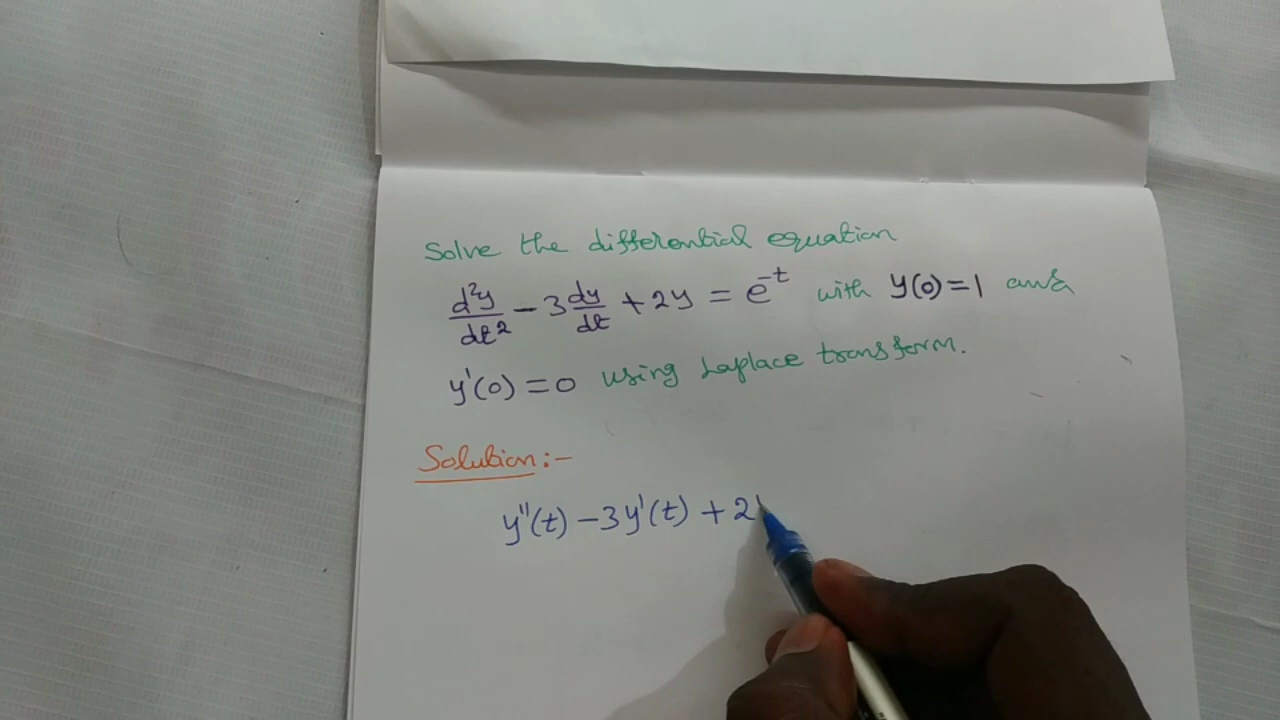 Solve the differential equation
d²y/dt² - 3 dy/dt + 2y = e^-t with y(0)=1 and
y'(0)=0 using Laplace transform.
Solution:-
y''(t) - 3y'(t) + 2